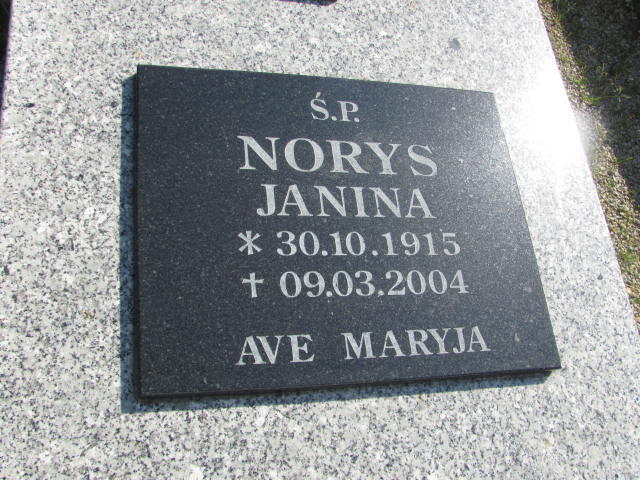 Ś.P.
NORYS
JANINA
* 30.10.1915
† 09.03.2004
AVE MARYJA